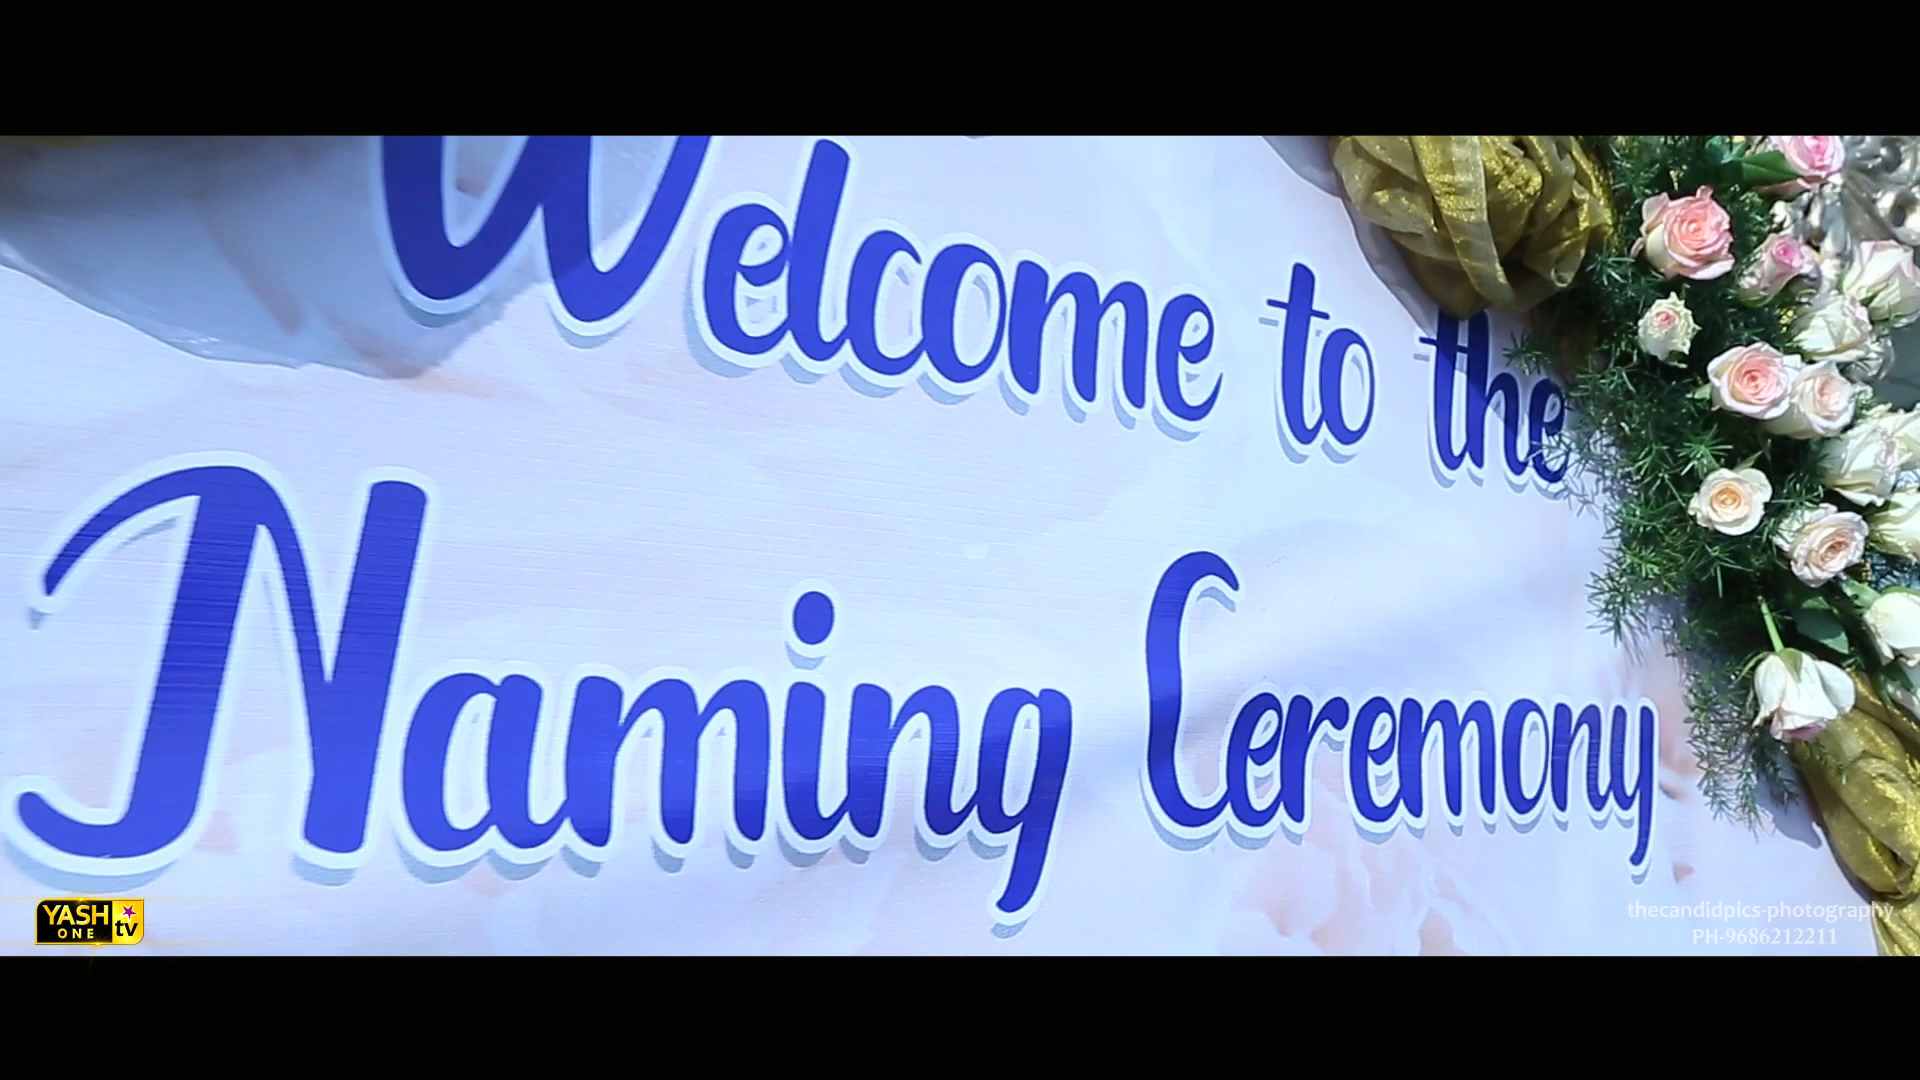 Welcome to the
Naming Ceremony
YASH
ONE
tv
thecandidpics-photography
PH-9686212211